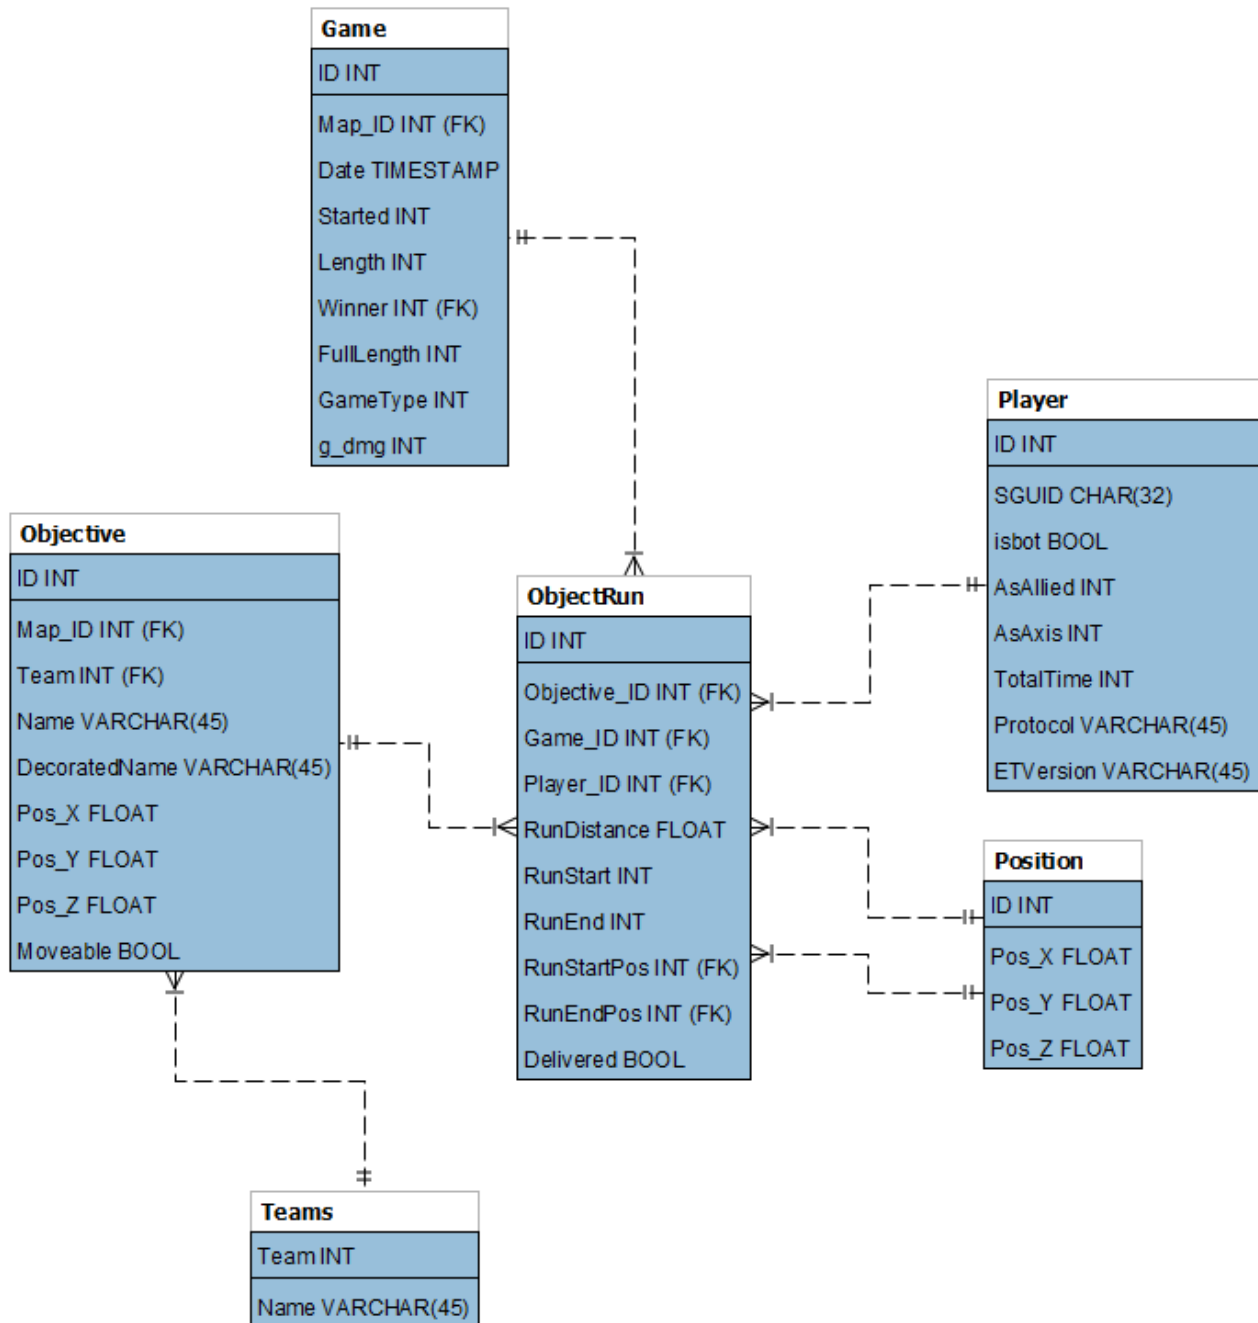 Game
ID INT
Map_ID INT (FK)
Date TIMESTAMP
Started INT
Length INT
Winner INT (FK)
FullLength INT
GameType INT
g_dmg INT
Player
ID INT
SGUID CHAR(32)
isbot BOOL
AsAllied INT
AsAxis INT
TotalTime INT
Protocol VARCHAR(45)
ETVersion VARCHAR(45)
Objective
ID INT
Map_ID INT (FK)
Team INT (FK)
Name VARCHAR(45)
DecoratedName VARCHAR(45)
Pos_X FLOAT
Pos_Y FLOAT
Pos_Z FLOAT
Moveable BOOL
ObjectRun
ID INT
Objective_ID INT (FK)
Game_ID INT (FK)
Player_ID INT (FK)
RunDistance FLOAT
RunStart INT
RunEnd INT
RunStartPos INT (FK)
RunEndPos INT (FK)
Delivered BOOL
Position
ID INT
Pos_X FLOAT
Pos_Y FLOAT
Pos_Z FLOAT
Teams
Team INT
Name VARCHAR(45)